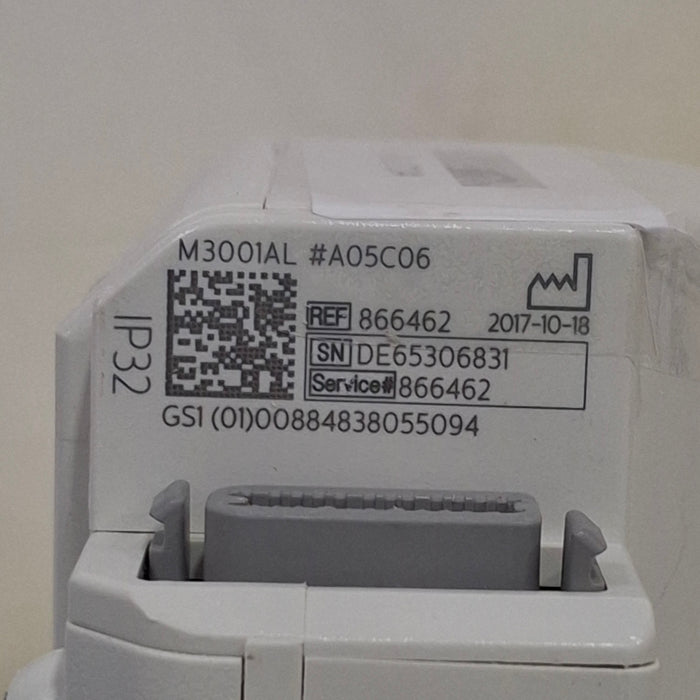 M3001AL #A05C06
REF 866462 2017-10-18
SN DE65306831
Service# 866462
GS1 (01)00884838055094
IP32